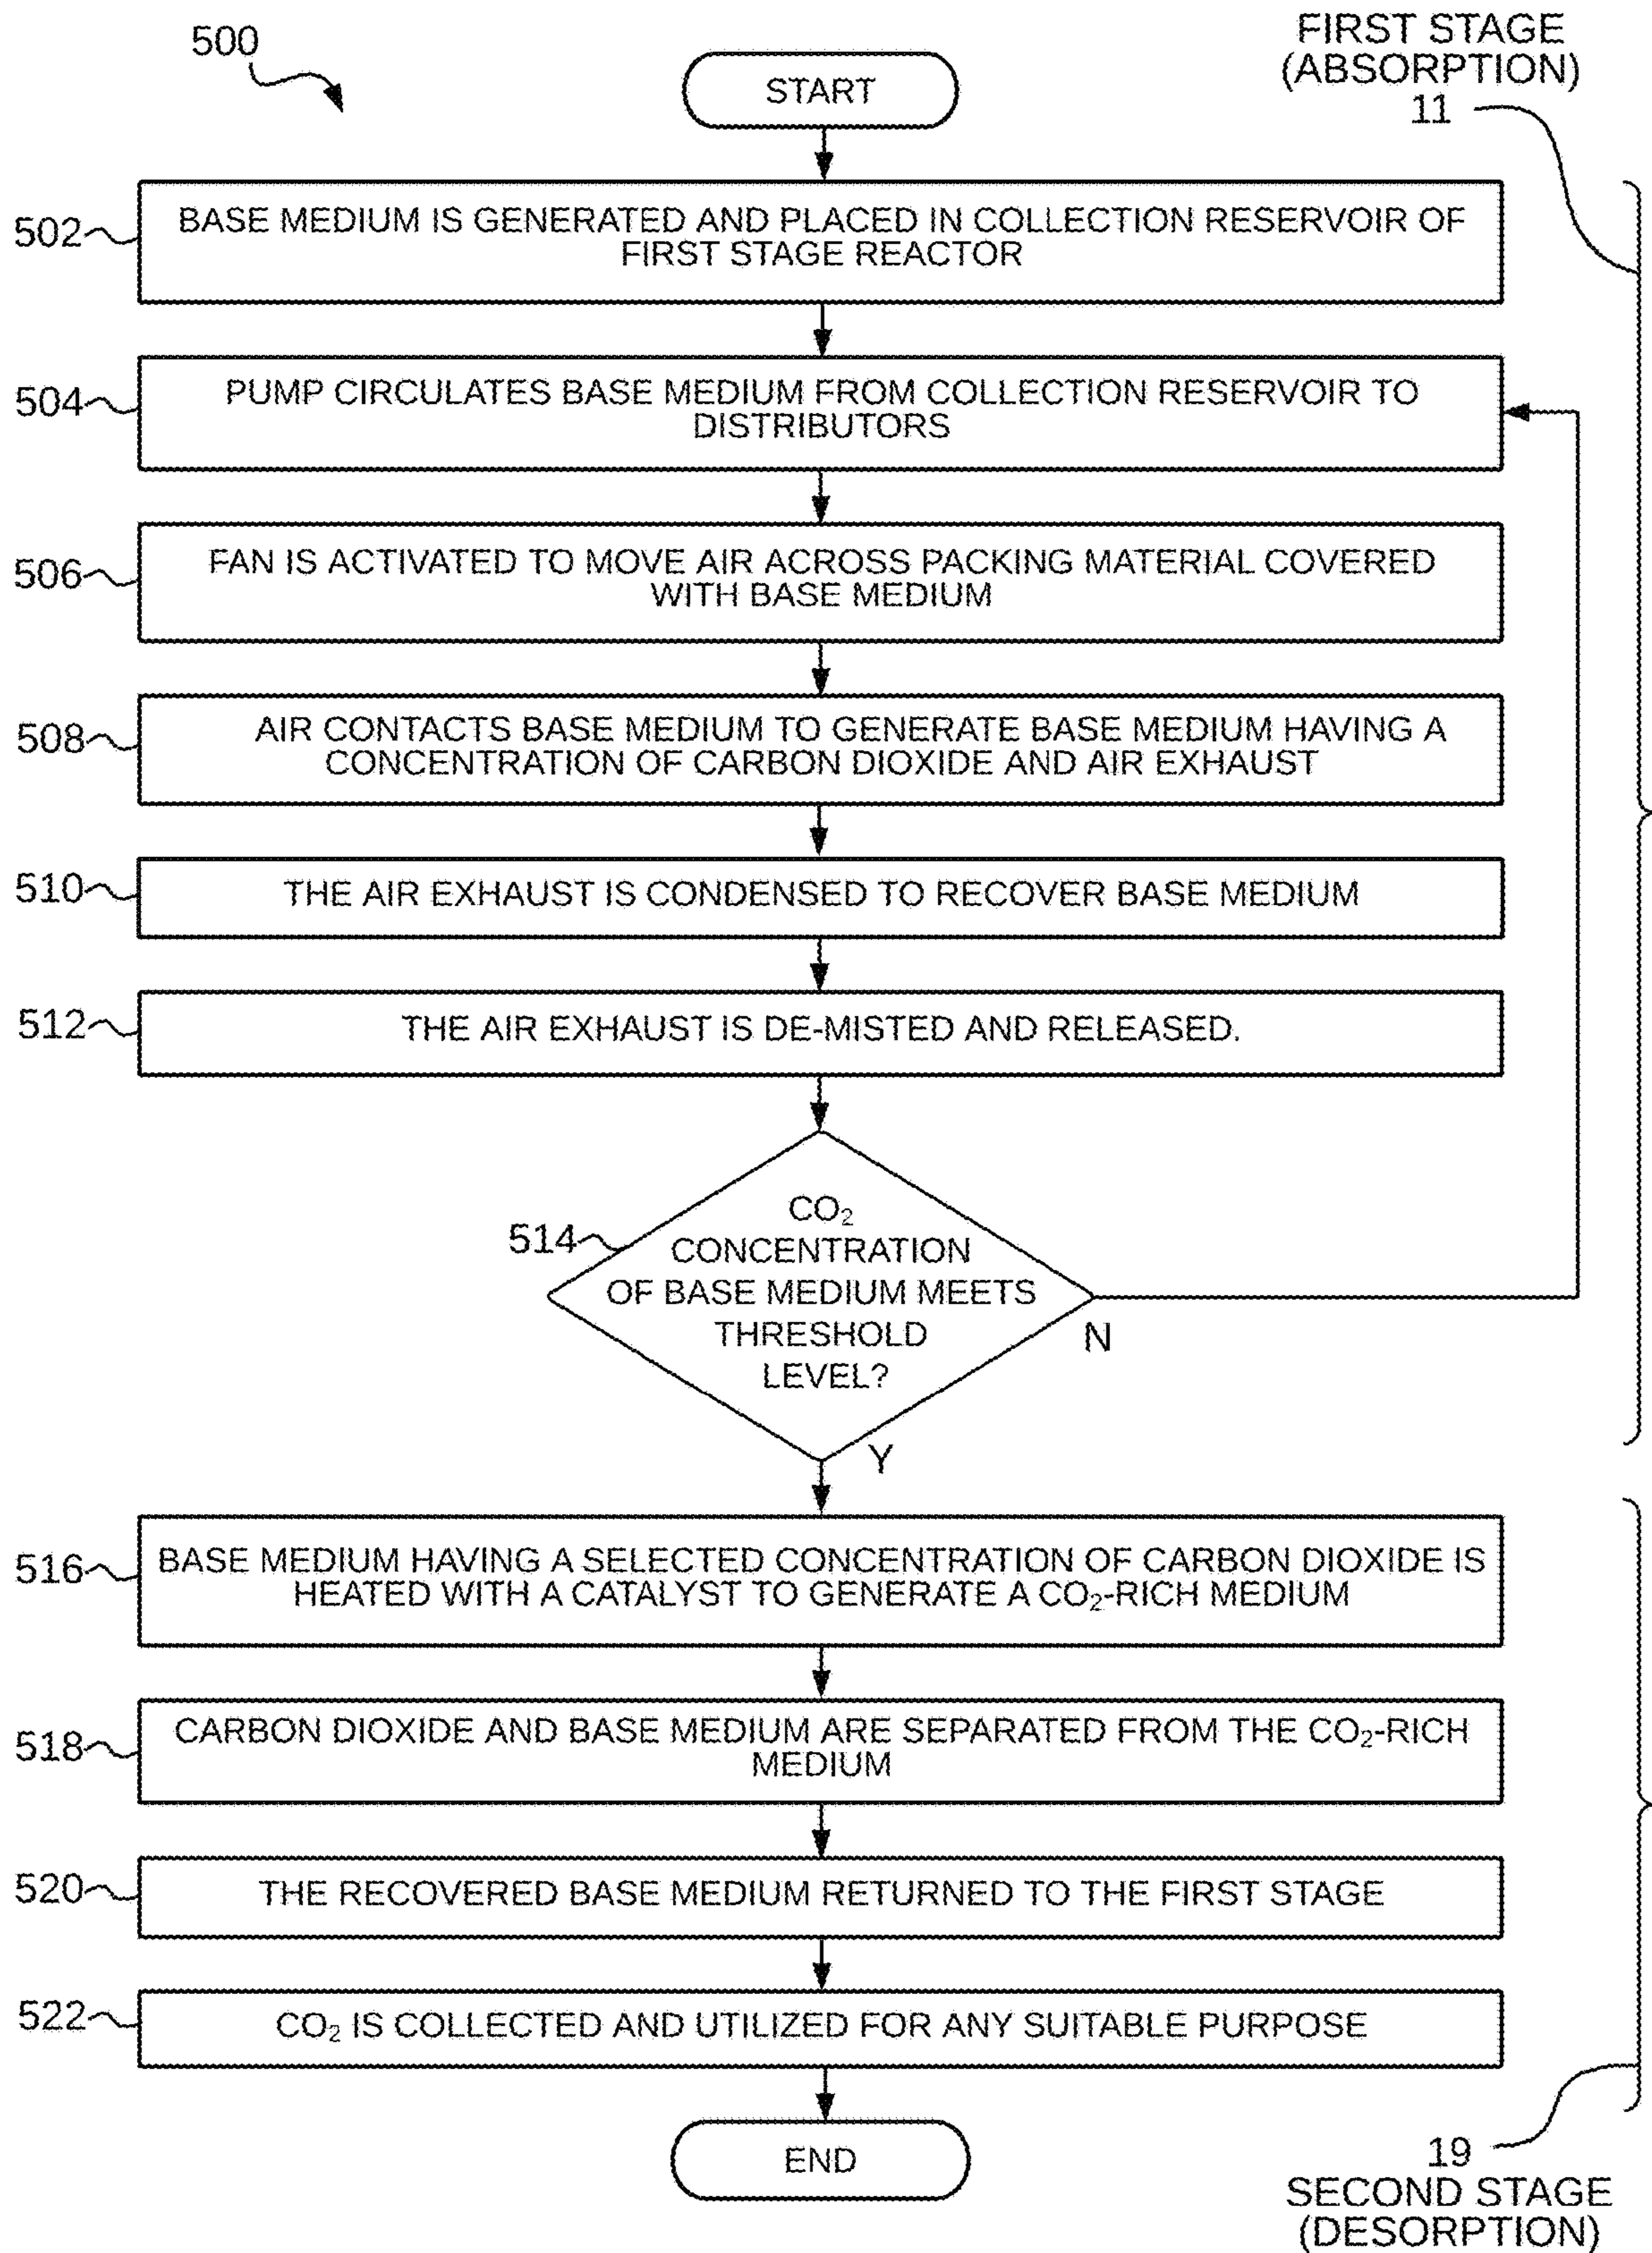 500
START
FIRST STAGE
(ABSORPTION)
11
502
BASE MEDIUM IS GENERATED AND PLACED IN COLLECTION RESERVOIR OF
FIRST STAGE REACTOR
504
PUMP CIRCULATES BASE MEDIUM FROM COLLECTION RESERVOIR TO
DISTRIBUTORS
506
FAN IS ACTIVATED TO MOVE AIR ACROSS PACKING MATERIAL COVERED
WITH BASE MEDIUM
508
AIR CONTACTS BASE MEDIUM TO GENERATE BASE MEDIUM HAVING A
CONCENTRATION OF CARBON DIOXIDE AND AIR EXHAUST
510
THE AIR EXHAUST IS CONDENSED TO RECOVER BASE MEDIUM
512
THE AIR EXHAUST IS DE-MISTED AND RELEASED.
514
CO₂
CONCENTRATION
OF BASE MEDIUM MEETS
THRESHOLD
LEVEL?
N
Y
516
BASE MEDIUM HAVING A SELECTED CONCENTRATION OF CARBON DIOXIDE IS
HEATED WITH A CATALYST TO GENERATE A CO₂-RICH MEDIUM
518
CARBON DIOXIDE AND BASE MEDIUM ARE SEPARATED FROM THE CO₂-RICH
MEDIUM
520
THE RECOVERED BASE MEDIUM RETURNED TO THE FIRST STAGE
522
CO₂ IS COLLECTED AND UTILIZED FOR ANY SUITABLE PURPOSE
END
19
SECOND STAGE
(DESORPTION)